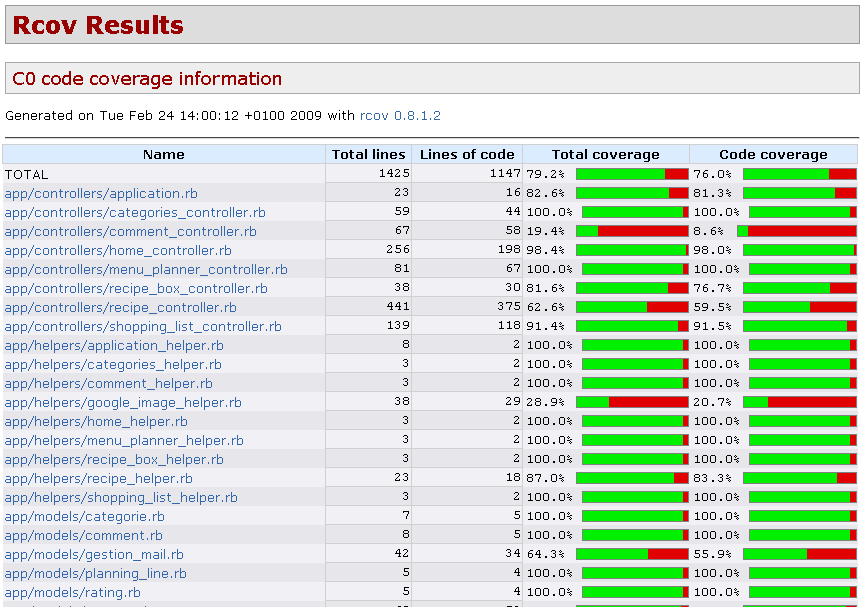 Rcov Results
C0 code coverage information
Generated on Tue Feb 24 14:00:12 +0100 2009 with rcov 0.8.1.2
Name Total lines Lines of code Total coverage Code coverage
TOTAL 1425 1147 79.2% 76.0%
app/controllers/application.rb 23 16 82.6% 81.3%
app/controllers/categories_controller.rb 59 44 100.0% 100.0%
app/controllers/comment_controller.rb 67 58 19.4% 8.6%
app/controllers/home_controller.rb 256 198 98.4% 98.0%
app/controllers/menu_planner_controller.rb 81 67 100.0% 100.0%
app/controllers/recipe_box_controller.rb 38 30 81.6% 76.7%
app/controllers/recipe_controller.rb 441 375 62.6% 59.5%
app/controllers/shopping_list_controller.rb 139 118 91.4% 91.5%
app/helpers/application_helper.rb 8 2 100.0% 100.0%
app/helpers/categories_helper.rb 3 2 100.0% 100.0%
app/helpers/comment_helper.rb 3 2 100.0% 100.0%
app/helpers/google_image_helper.rb 38 29 28.9% 20.7%
app/helpers/home_helper.rb 3 2 100.0% 100.0%
app/helpers/menu_planner_helper.rb 3 2 100.0% 100.0%
app/helpers/recipe_box_helper.rb 3 2 100.0% 100.0%
app/helpers/recipe_helper.rb 23 18 87.0% 83.3%
app/helpers/shopping_list_helper.rb 3 2 100.0% 100.0%
app/models/categorie.rb 7 5 100.0% 100.0%
app/models/comment.rb 8 5 100.0% 100.0%
app/models/gestion_mail.rb 42 34 64.3% 55.9%
app/models/planning_line.rb 5 4 100.0% 100.0%
app/models/rating.rb 5 4 100.0% 100.0%